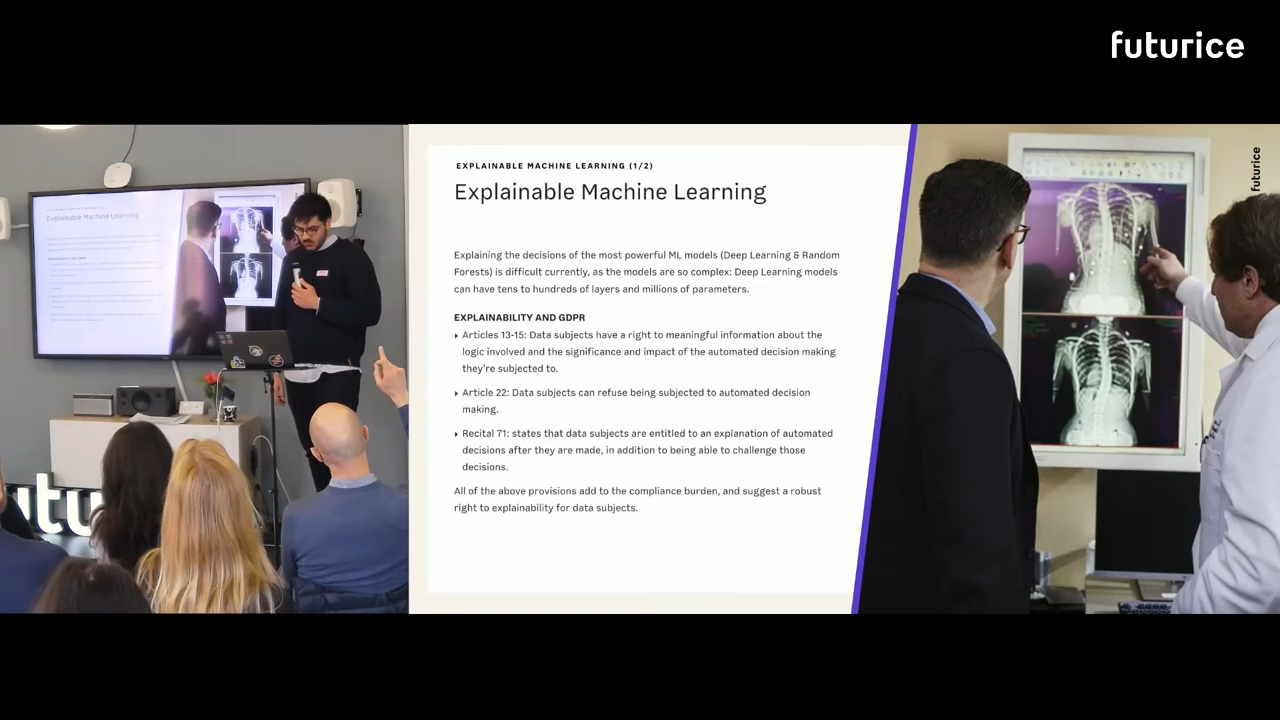 futurice
EXPLAINABLE MACHINE LEARNING (1/2)
Explainable Machine Learning
Explaining the decisions of the most powerful ML models (Deep Learning & Random
Forests) is difficult currently, as the models are so complex: Deep Learning models
can have tens to hundreds of layers and millions of parameters.
EXPLAINABILITY AND GDPR
‣ Articles 13-15: Data subjects have a right to meaningful information about the
logic involved and the significance and impact of the automated decision making
they're subjected to.
‣ Article 22: Data subjects can refuse being subjected to automated decision
making.
‣ Recital 71: states that data subjects are entitled to an explanation of automated
decisions after they are made, in addition to being able to challenge those
decisions.
All of the above provisions add to the compliance burden, and suggest a robust
right to explainability for data subjects.
futurice
Explainable Machine Learning
utu